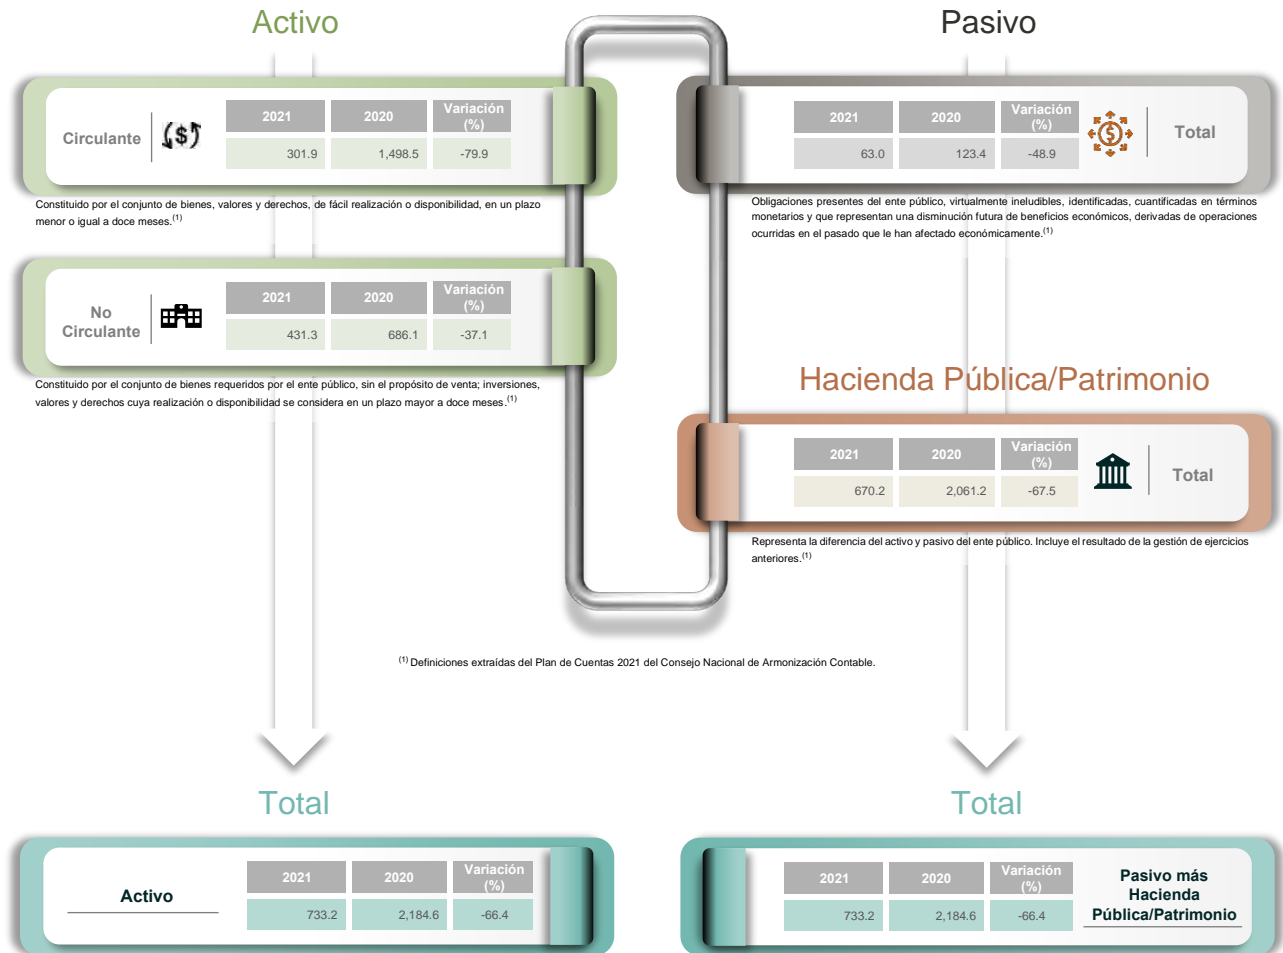 Activo
Circulante
2021 2020 Variación (%)
301.9 1,498.5 -79.9
Constituido por el conjunto de bienes, valores y derechos, de fácil realización o disponibilidad, en un plazo
menor o igual a doce meses.(1)
No
Circulante
2021 2020 Variación (%)
431.3 686.1 -37.1
Constituido por el conjunto de bienes requeridos por el ente público, sin el propósito de venta; inversiones,
valores y derechos cuya realización o disponibilidad se considera en un plazo mayor a doce meses.(1)
Pasivo
2021 2020 Variación (%)
63.0 123.4 -48.9
Total
Obligaciones presentes del ente público, virtualmente ineludibles, identificadas, cuantificadas en términos
monetarios y que representan una disminución futura de beneficios económicos, derivadas de operaciones
ocurridas en el pasado que le han afectado económicamente.(1)
Hacienda Pública/Patrimonio
2021 2020 Variación (%)
670.2 2,061.2 -67.5
Total
Representa la diferencia del activo y pasivo del ente público. Incluye el resultado de la gestión de ejercicios
anteriores.(1)
(1) Definiciones extraídas del Plan de Cuentas 2021 del Consejo Nacional de Armonización Contable.
Total
Activo
2021 2020 Variación (%)
733.2 2,184.6 -66.4
Total
2021 2020 Variación (%)
733.2 2,184.6 -66.4
Pasivo más
Hacienda
Pública/Patrimonio